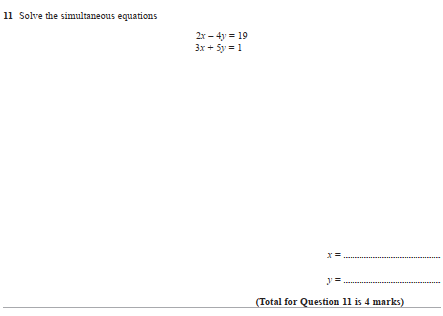 11 Solve the simultaneous equations
2x – 4y = 19
3x + 5y = 1
x = ................................
y = ................................
(Total for Question 11 is 4 marks)